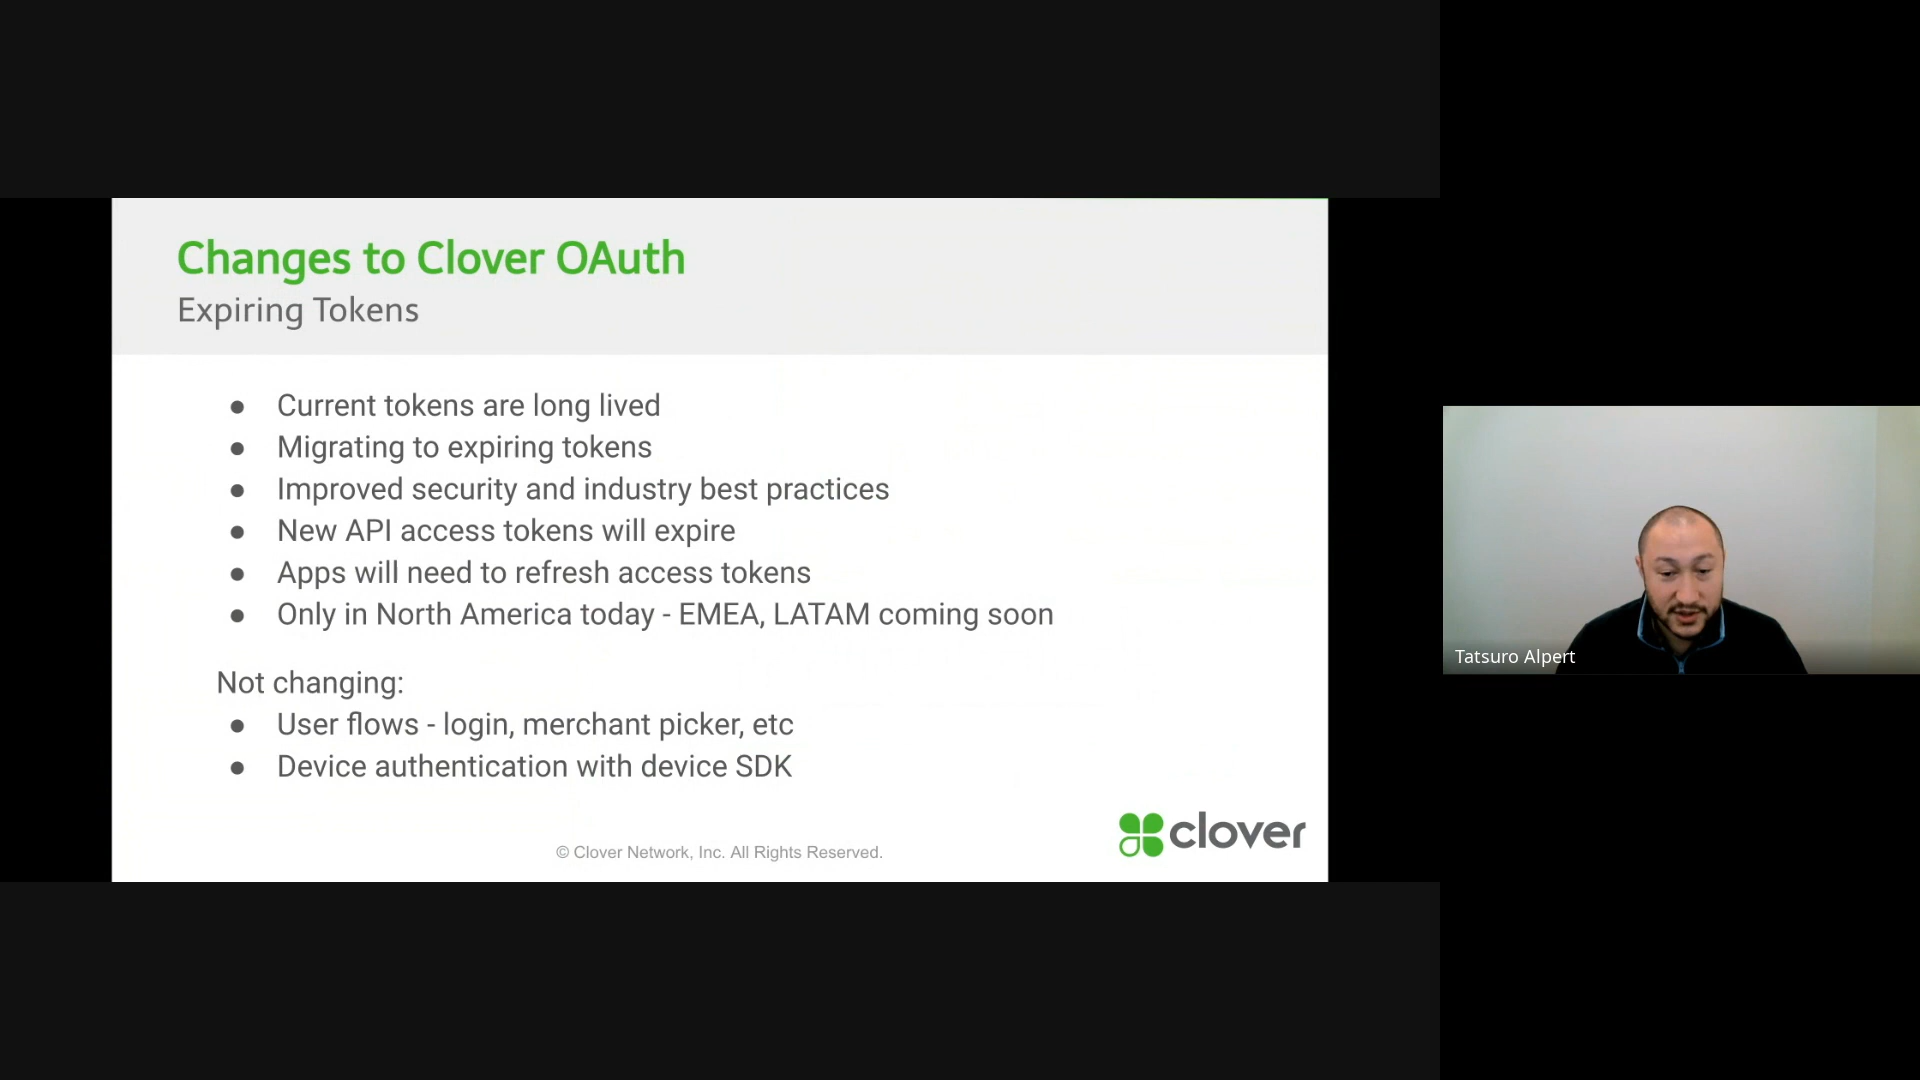 Changes to Clover OAuth
Expiring Tokens
● Current tokens are long lived
● Migrating to expiring tokens
● Improved security and industry best practices
● New API access tokens will expire
● Apps will need to refresh access tokens
● Only in North America today - EMEA, LATAM coming soon
Not changing:
● User flows - login, merchant picker, etc
● Device authentication with device SDK
© Clover Network, Inc. All Rights Reserved.
clover
Tatsuro Alpert